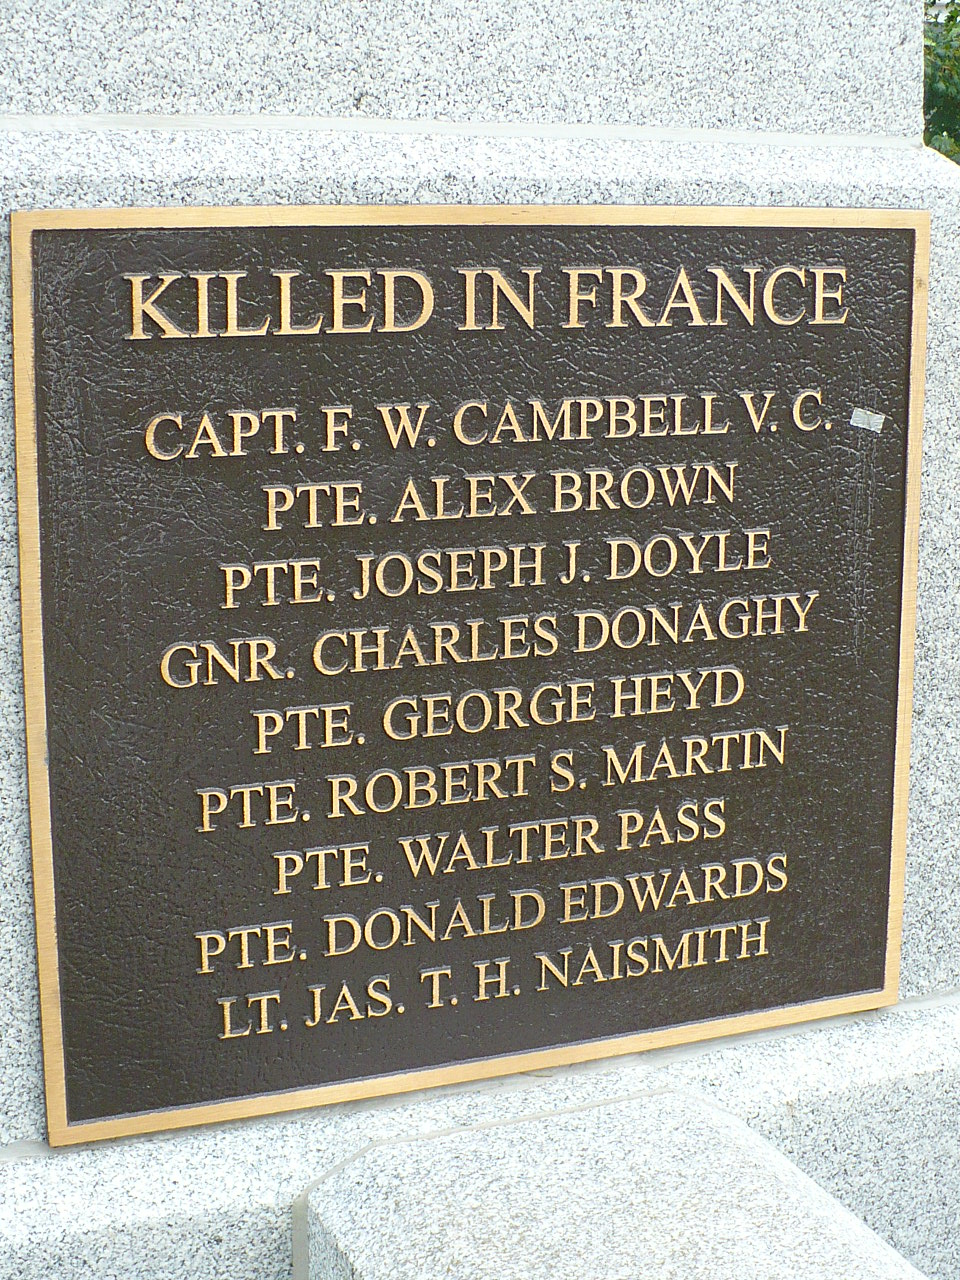 KILLED IN FRANCE
CAPT. F. W. CAMPBELL V. C.
PTE. ALEX BROWN
PTE. JOSEPH J. DOYLE
GNR. CHARLES DONAGHY
PTE. GEORGE HEYD
PTE. ROBERT S. MARTIN
PTE. WALTER PASS
PTE. DONALD EDWARDS
LT. JAS. T. H. NAISMITH